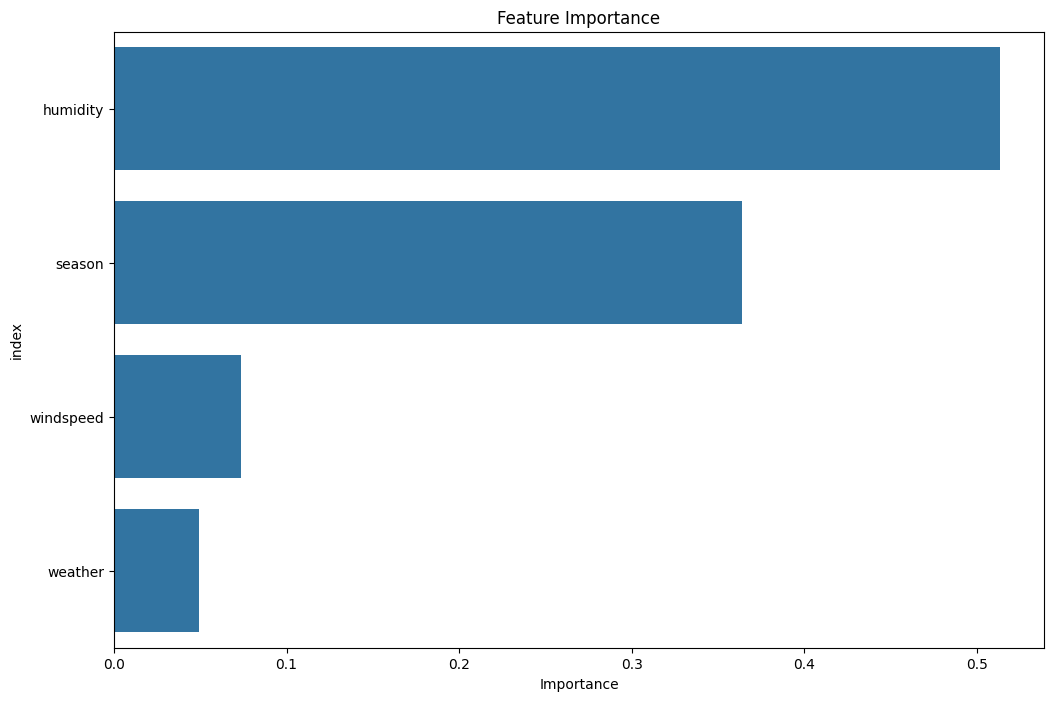 Feature Importance
humidity
season
windspeed
weather
index
0.0 0.1 0.2 0.3 0.4 0.5
Importance